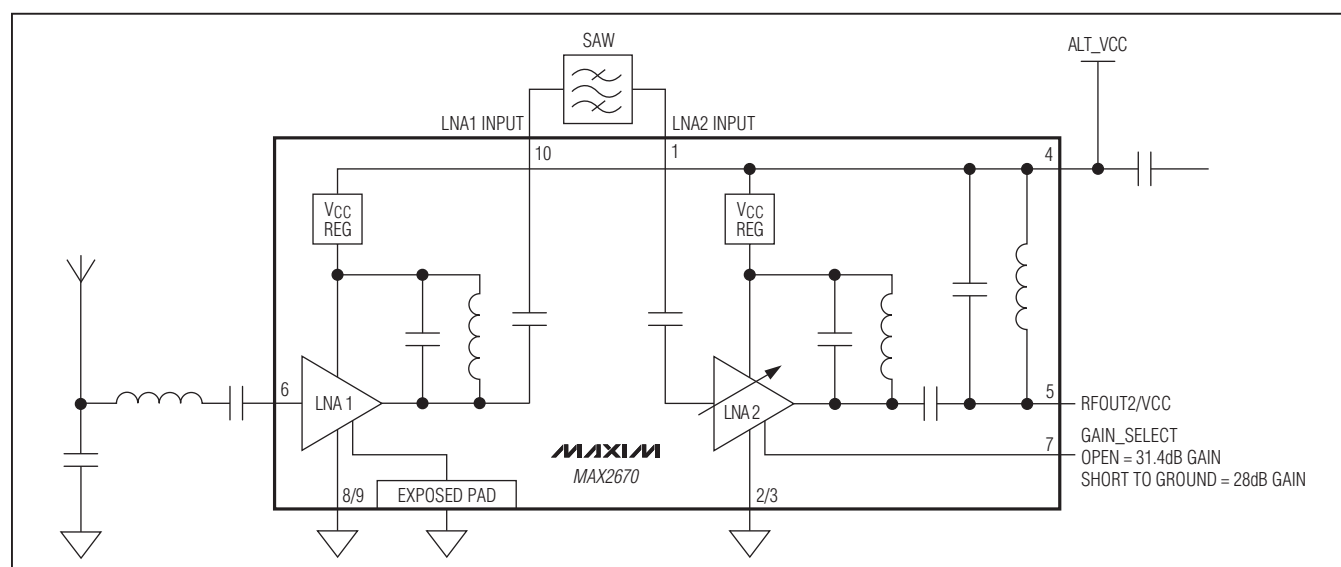 SAW
ALT_VCC
LNA1 INPUT
LNA2 INPUT
10
1
4
VCC
REG
VCC
REG
6
LNA 1
LNA 2
5
RFOUT2/VCC
MAXIM
MAX2670
7
GAIN_SELECT
OPEN = 31.4dB GAIN
SHORT TO GROUND = 28dB GAIN
8/9
EXPOSED PAD
2/3